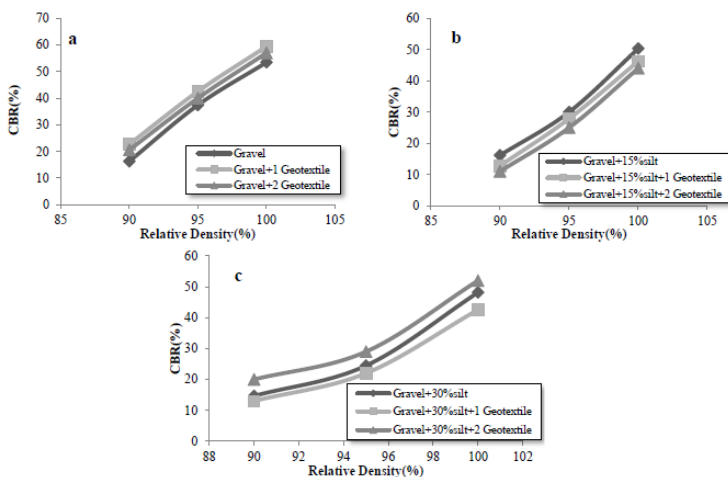 a
70
60
50
40
30
20
10
0
CBR(%)
Gravel
Gravel+1 Geotextile
Gravel+2 Geotextile
85 90 95 100 105
Relative Density(%)
b
60
50
40
30
20
10
0
CBR(%)
Gravel+15%silt
Gravel+15%silt+1 Geotextile
Gravel+15%silt+2 Geotextile
85 90 95 100 105
Relative Density(%)
c
60
50
40
30
20
10
0
CBR(%)
Gravel+30%silt
Gravel+30%silt+1 Geotextile
Gravel+30%silt+2 Geotextile
88 90 92 94 96 98 100 102
Relative Density(%)